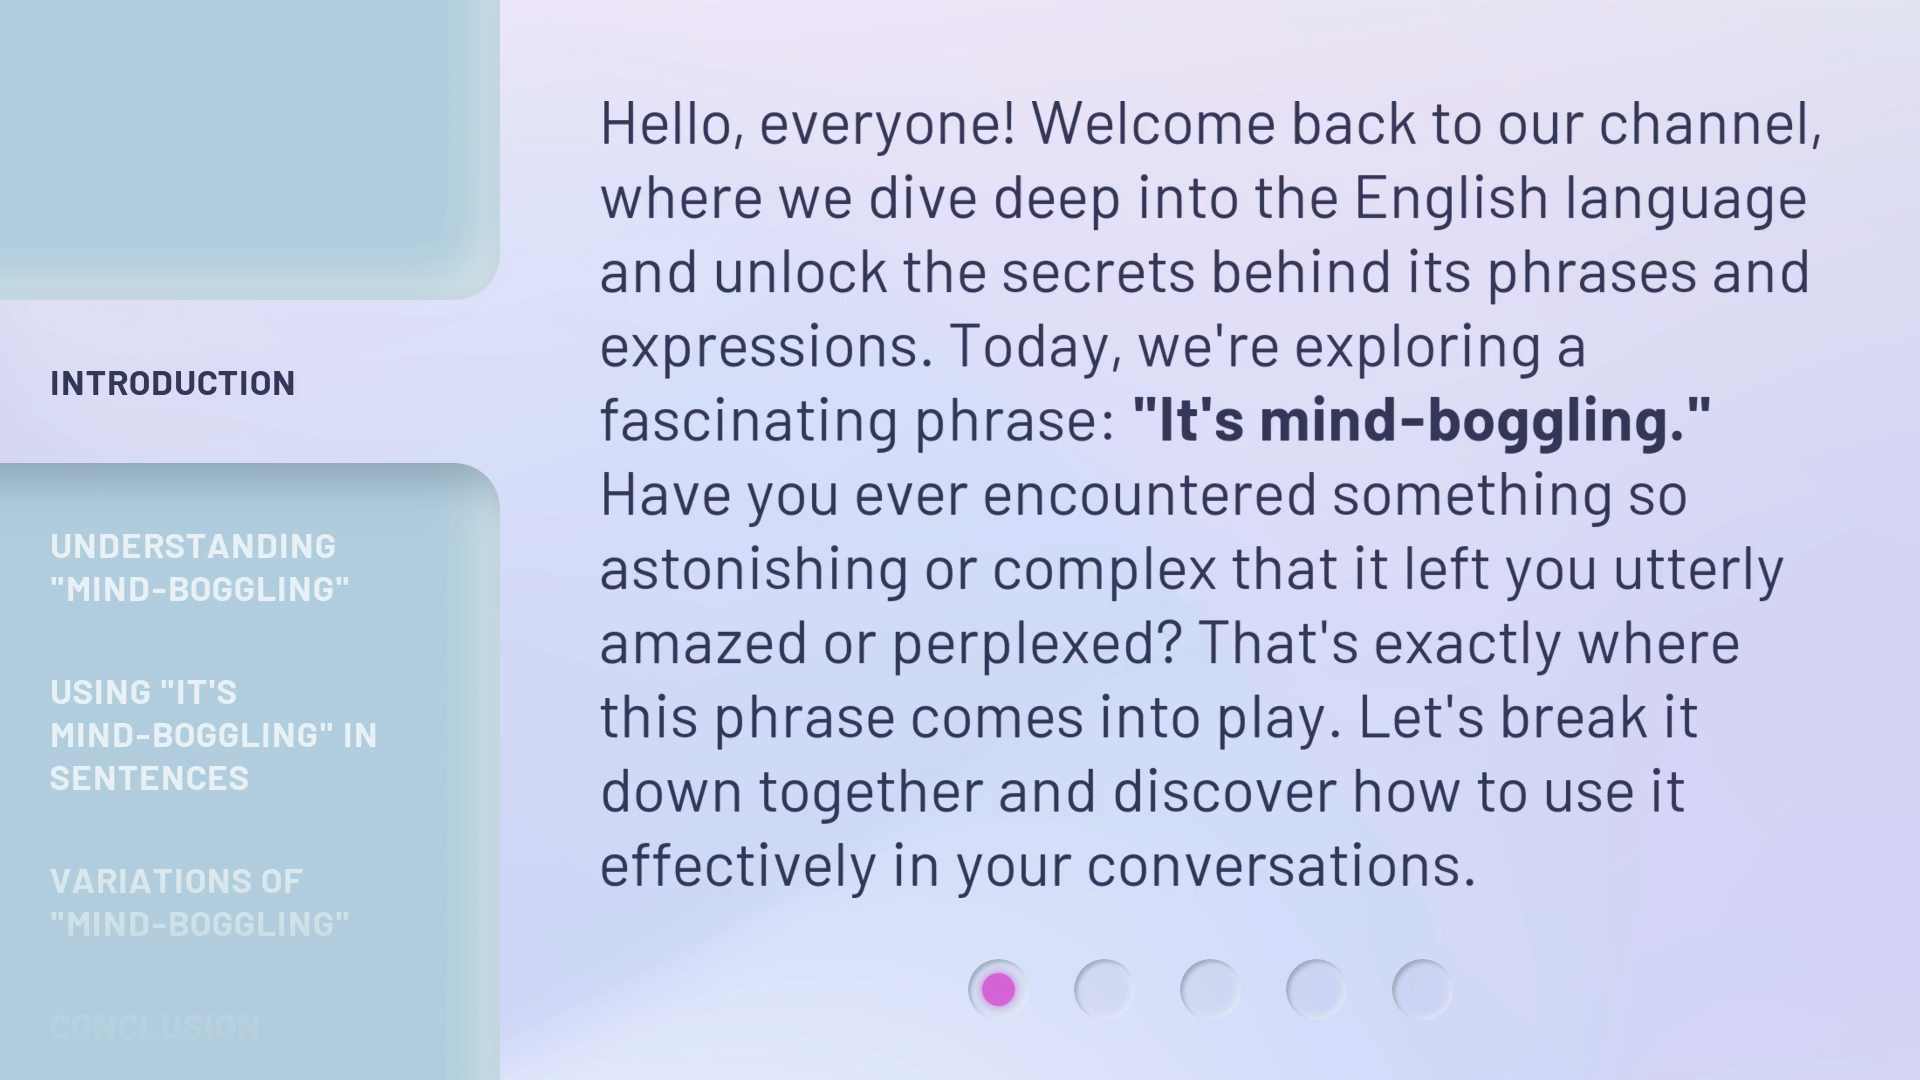 INTRODUCTION
UNDERSTANDING
"MIND-BOGGLING"
USING "IT'S
MIND-BOGGLING" IN
SENTENCES
VARIATIONS OF
"MIND-BOGGLING"
CONCLUSION
Hello, everyone! Welcome back to our channel,
where we dive deep into the English language
and unlock the secrets behind its phrases and
expressions. Today, we're exploring a
fascinating phrase: "It's mind-boggling."
Have you ever encountered something so
astonishing or complex that it left you utterly
amazed or perplexed? That's exactly where
this phrase comes into play. Let's break it
down together and discover how to use it
effectively in your conversations.